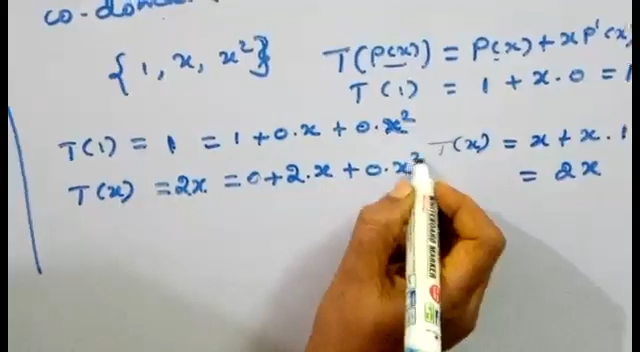 co-domain
{1, x, x²}
T(p(x)) = p(x) + xp'(x
T(1) = 1 + x.0 = 1
T(1) = 1 = 1+0.x+0.x²
T(x) = x + x.1
T(x) = 2x = 0+2.x+0.x²
= 2x
WHITEBOARD MARKER